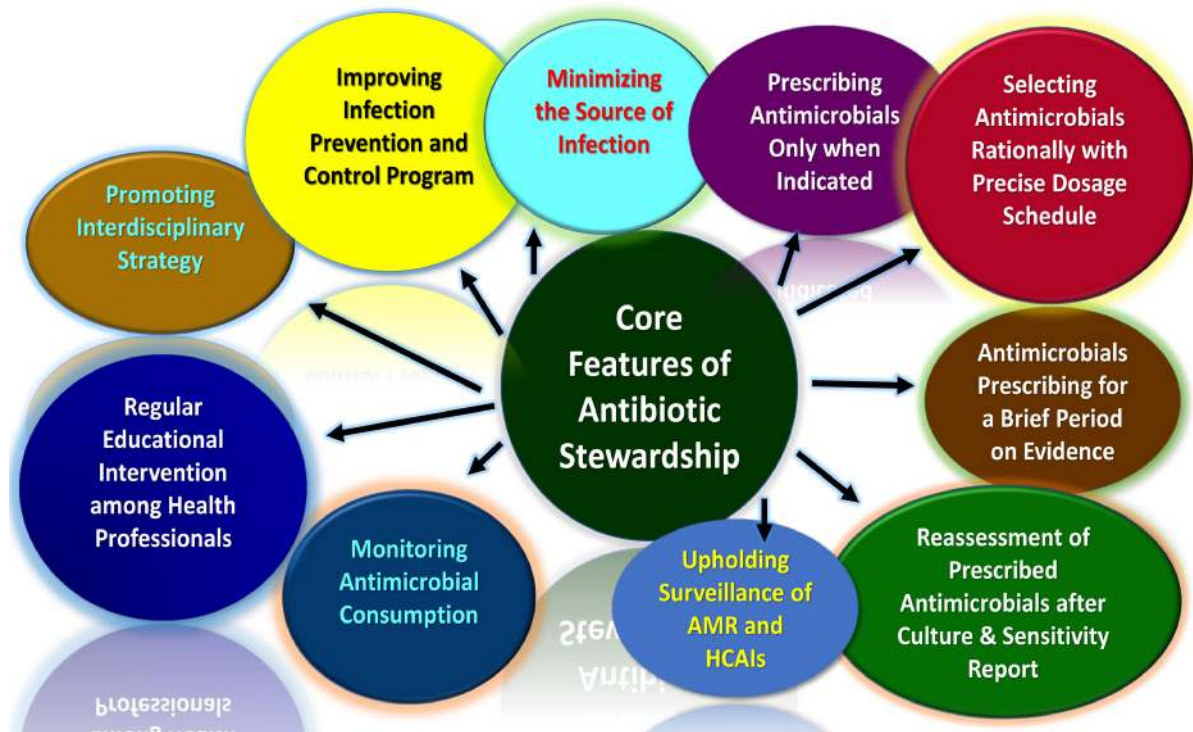 Improving
Infection
Prevention and
Control Program
Minimizing
the Source of
Infection
Prescribing
Antimicrobials
Only when
Indicated
Selecting
Antimicrobials
Rationally with
Precise Dosage
Schedule
Promoting
Interdisciplinary
Strategy
Core
Features of
Antibiotic
Stewardship
Antimicrobials
Prescribing for
a Brief Period
on Evidence
Regular
Educational
Intervention
among Health
Professionals
Monitoring
Antimicrobial
Consumption
Upholding
Surveillance of
AMR and
HCAIs
Reassessment of
Prescribed
Antimicrobials after
Culture & Sensitivity
Report